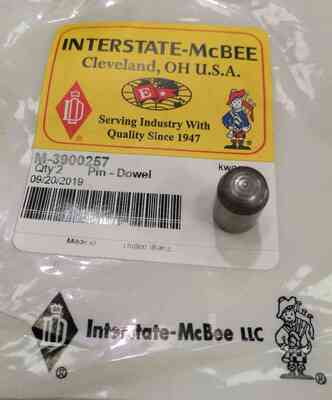 INTERSTATE-McBEE
Cleveland, OH U.S.A.
E
Serving Industry With
Quality Since 1947
M-3900257
Qty 2 Pin - Dowel
09/20/2019
Interstate-McBee LLC
®
®